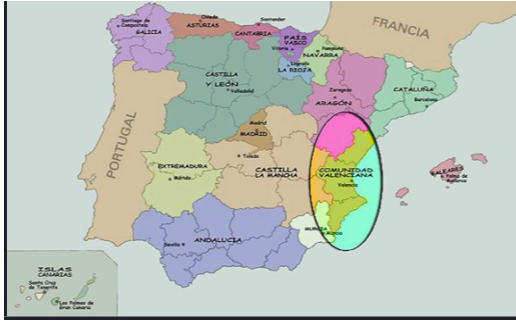 Santiago de
Compostela
GALICIA
Oviedo
ASTURIAS
Santander
CANTABRIA
PAIS
VASCO
Vitoria
Pamplona
NAVARRA
Logroño
LA RIOJA
FRANCIA
CASTILLA
Y LEÓN
Valladolid
Zaragoza
ARAGÓN
CATALUÑA
Barcelona
Madrid
MADRID
PORTUGAL
Toledo
CASTILLA
LA MANCHA
EXTREMADURA
Mérida
COMUNIDAD
VALENCIANA
Valencia
BALEARES
Palma de
Mallorca
MURCIA
Murcia
Sevilla
ANDALUCIA
ISLAS
CANARIAS
Santa Cruz
de Tenerife
Las Palmas de
Gran Canaria